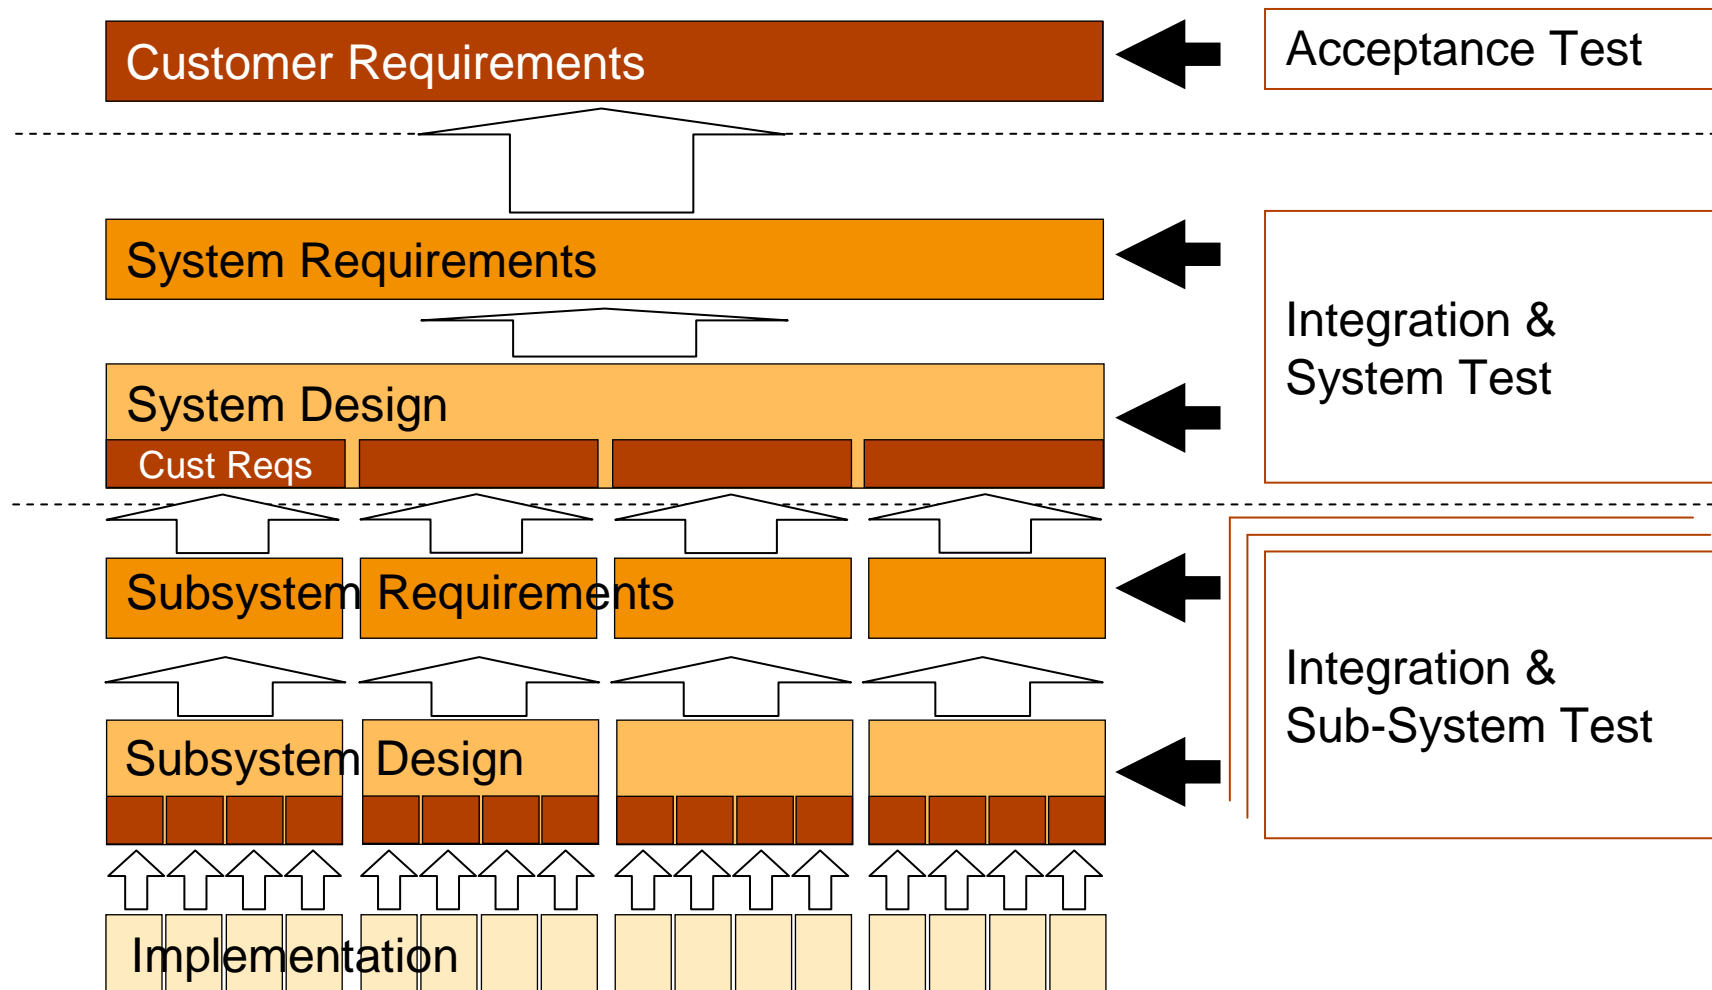 Customer Requirements
Acceptance Test
System Requirements
Integration &
System Test
System Design
Cust Reqs
Subsystem Requirements
Integration &
Sub-System Test
Subsystem Design
Implementation